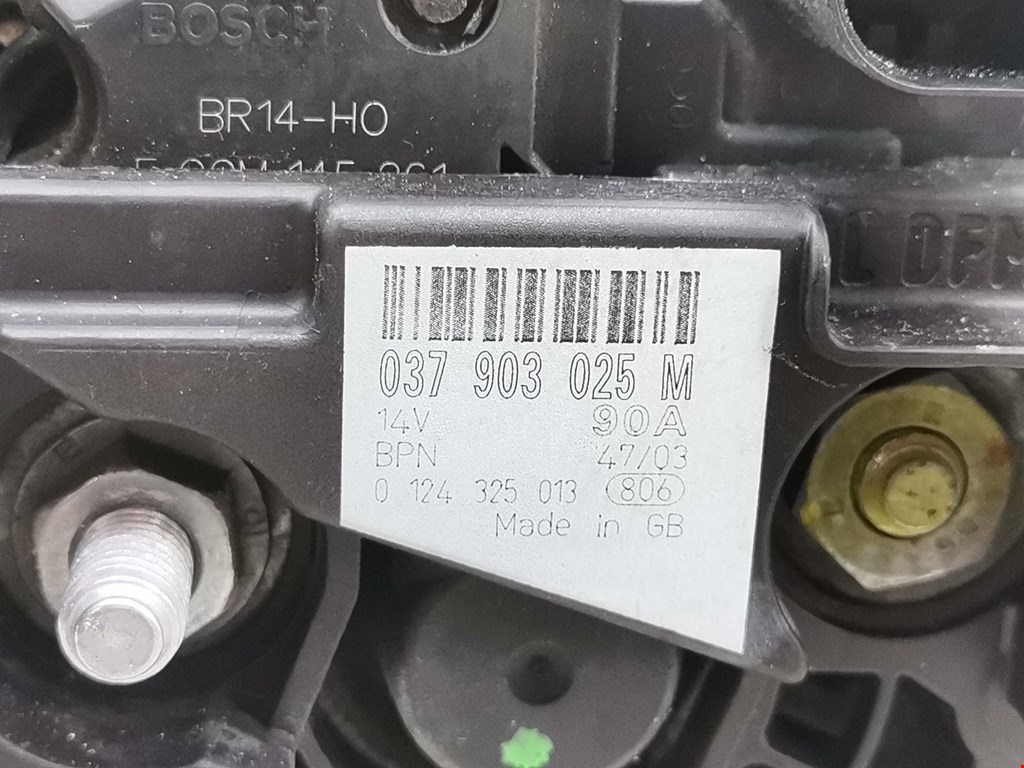 BOSCH
BR14-HO
037 903 025 M
14V 90A
BPN 47/03
0 124 325 013 806
Made in GB